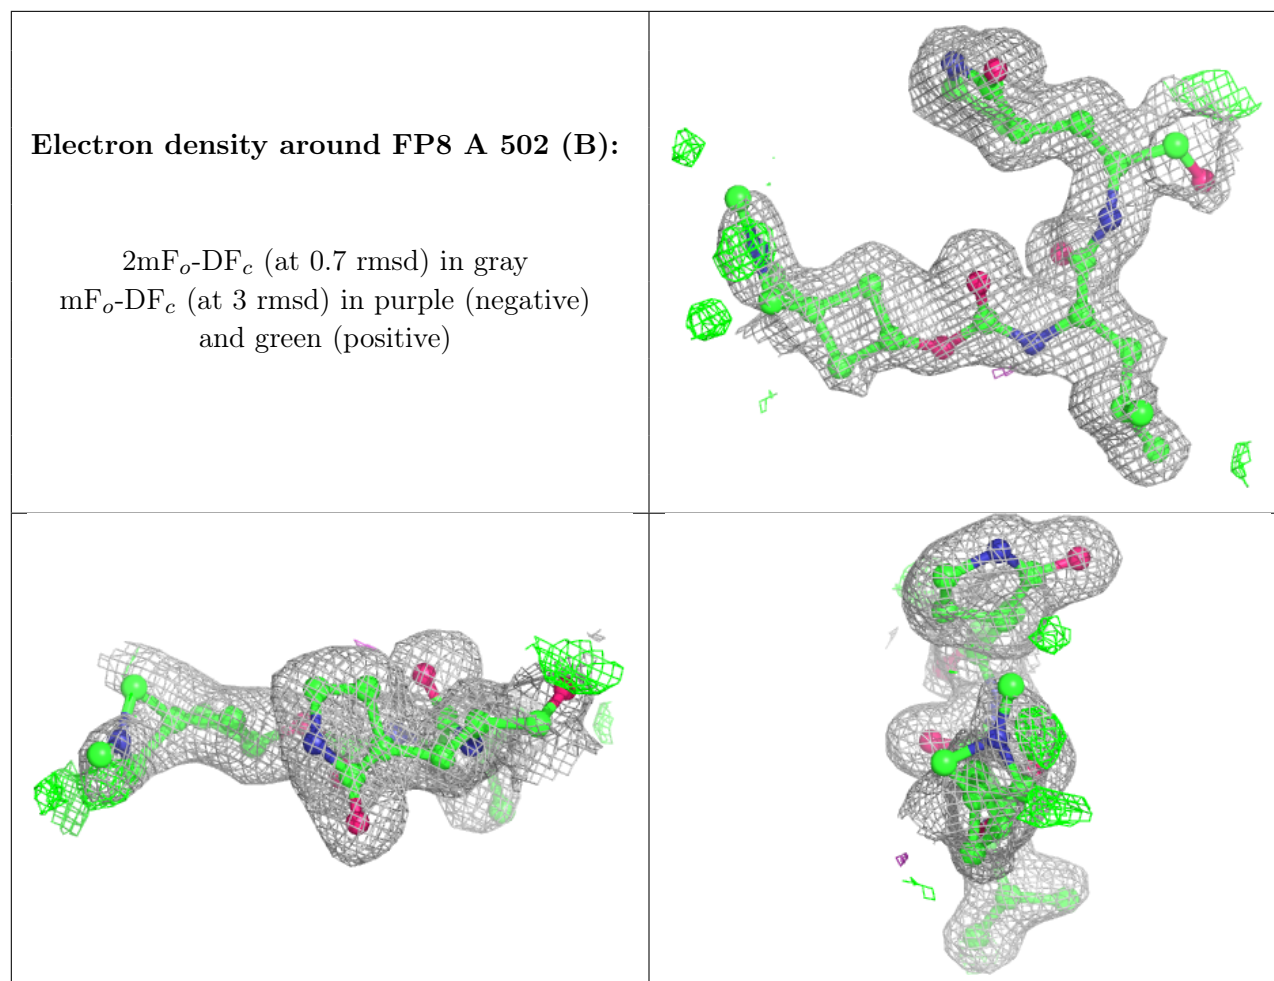 Electron density around FP8 A 502 (B):
2mFo-DFc (at 0.7 rmsd) in gray
mFo-DFc (at 3 rmsd) in purple (negative)
and green (positive)